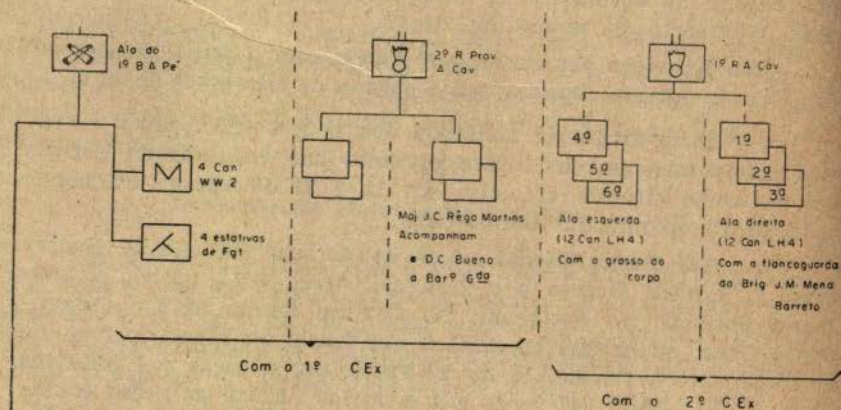 Ala do
1º B A Pé
4 Can
WW 2
4 estativas
de Fgt
2º R Prov
A Cav
Maj J.C. Rêgo Martins
Acompanham
o D.C. Bueno
a Barº Gda
1º R A Cav
4º
5º
6º
Ala esquerda
(12 Can LH4)
Com o grosso do
corpo
1º
2º
3º
Ala direita
(12 Can LH4)
Com a flancoguarda
do Brig. J.M. Mena
Barreto
Com o 1º CEx
Com o 2º CEx